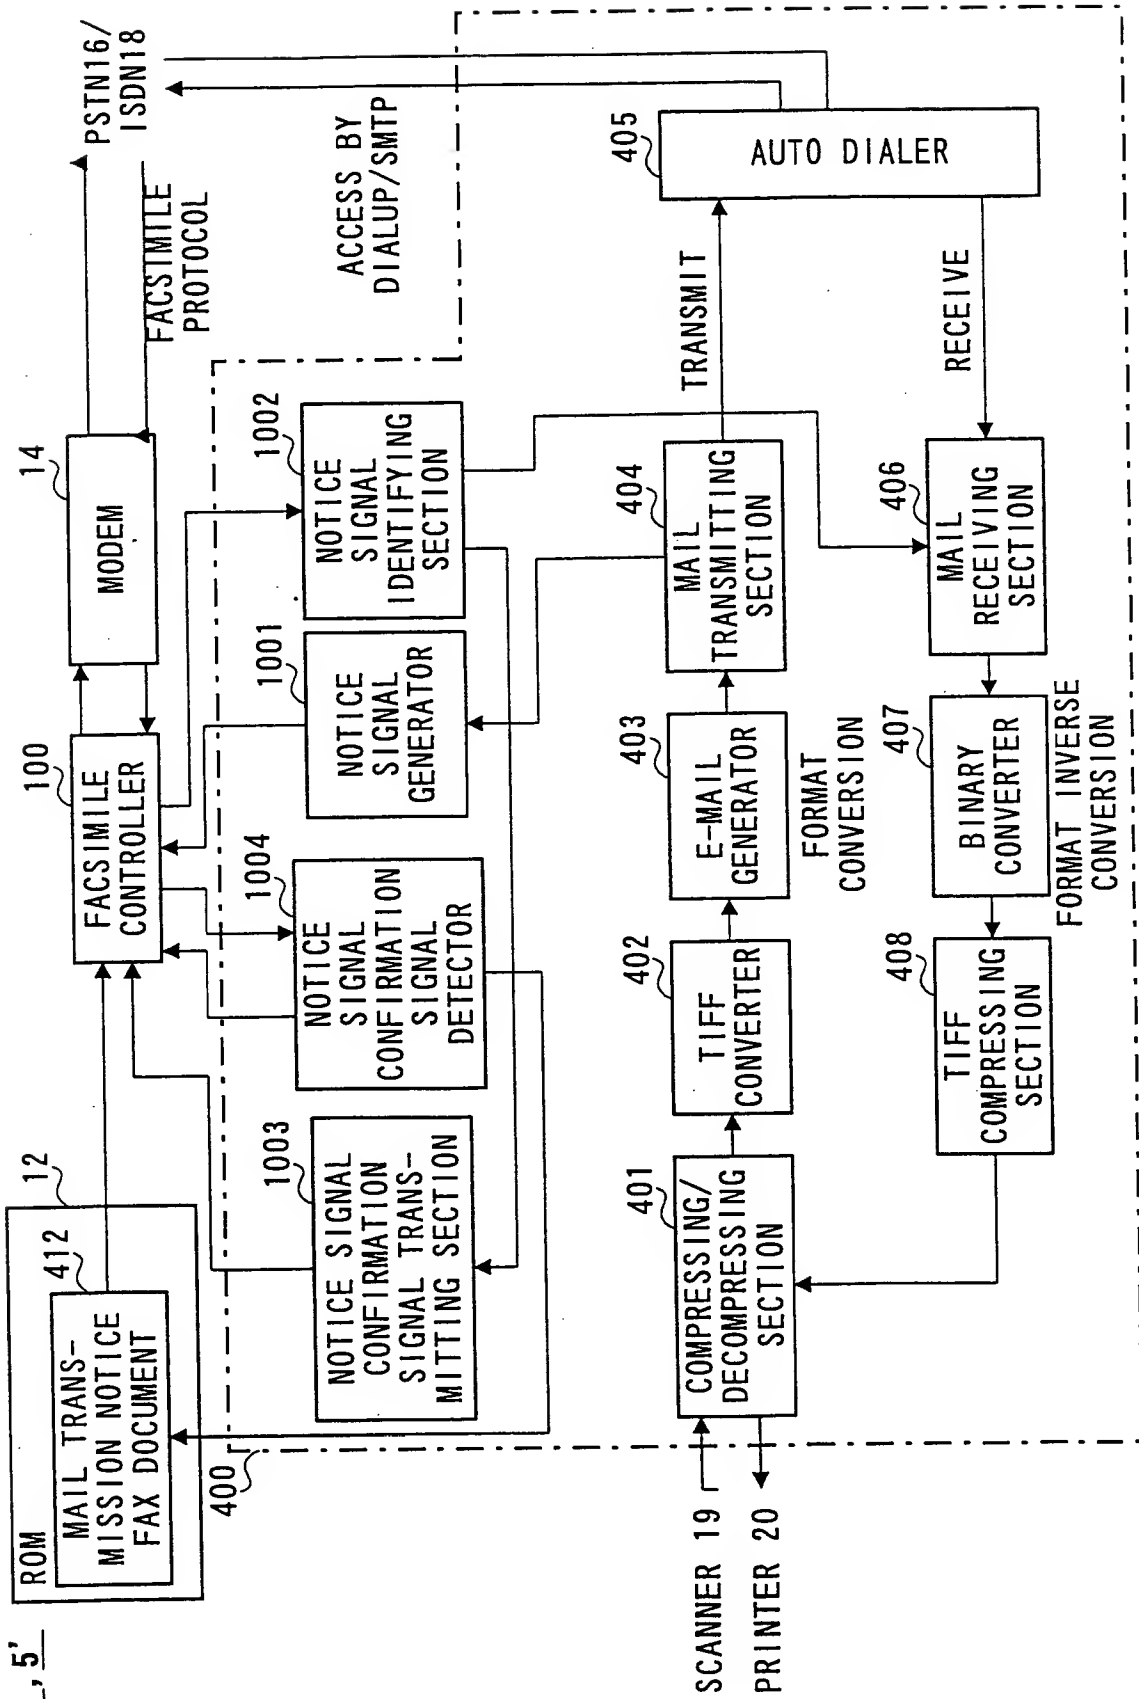 5'
ROM
12
412
MAIL TRANS-
MISSION NOTICE
FAX DOCUMENT
100
FACSIMILE
CONTROLLER
14
MODEM
PSTN16/
ISDN18
FACSIMILE
PROTOCOL
400
1003
NOTICE SIGNAL
CONFIRMATION
SIGNAL TRANS-
MITTING SECTION
1004
NOTICE
SIGNAL
CONFIRMATION
SIGNAL
DETECTOR
1001
NOTICE
SIGNAL
GENERATOR
1002
NOTICE
SIGNAL
IDENTIFYING
SECTION
ACCESS BY
DIALUP/SMTP
SCANNER 19
PRINTER 20
401
COMPRESSING/
DECOMPRESSING
SECTION
402
TIFF
CONVERTER
403
E-MAIL
GENERATOR
FORMAT
CONVERSION
404
MAIL
TRANSMITTING
SECTION
TRANSMIT
405
AUTO DIALER
RECEIVE
406
MAIL
RECEIVING
SECTION
407
BINARY
CONVERTER
FORMAT INVERSE
CONVERSION
408
TIFF
COMPRESSING
SECTION